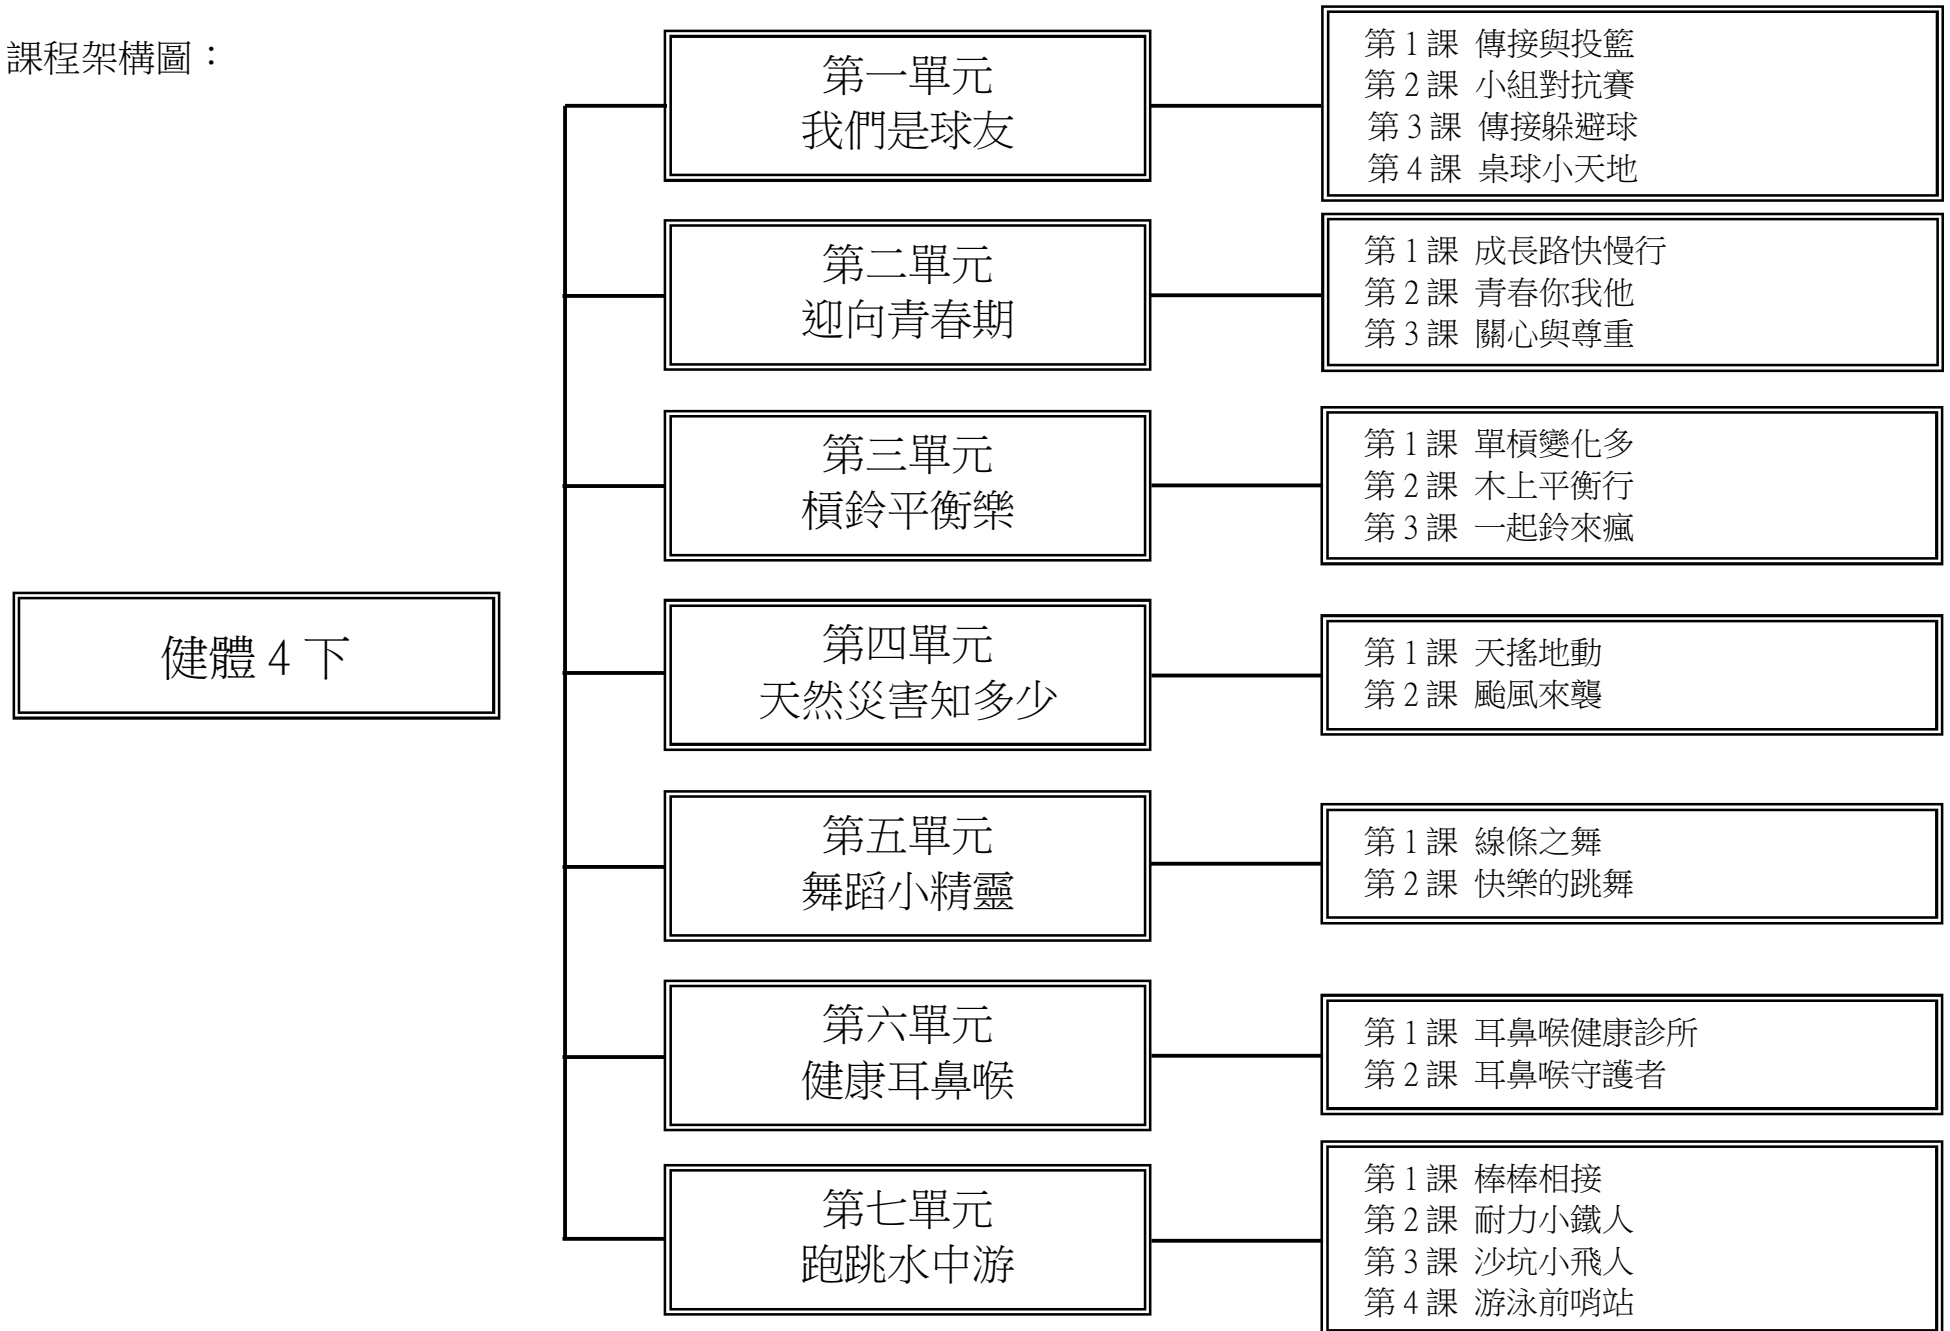 課程架構圖：
健體 4 下
第一單元
我們是球友
第 1 課 傳接與投籃
第 2 課 小組對抗賽
第 3 課 傳接躲避球
第 4 課 桌球小天地
第二單元
迎向青春期
第 1 課 成長路快慢行
第 2 課 青春你我他
第 3 課 關心與尊重
第三單元
槓鈴平衡樂
第 1 課 單槓變化多
第 2 課 木上平衡行
第 3 課 一起鈴來瘋
第四單元
天然災害知多少
第 1 課 天搖地動
第 2 課 颱風來襲
第五單元
舞蹈小精靈
第 1 課 線條之舞
第 2 課 快樂的跳舞
第六單元
健康耳鼻喉
第 1 課 耳鼻喉健康診所
第 2 課 耳鼻喉守護者
第七單元
跑跳水中游
第 1 課 棒棒相接
第 2 課 耐力小鐵人
第 3 課 沙坑小飛人
第 4 課 游泳前哨站